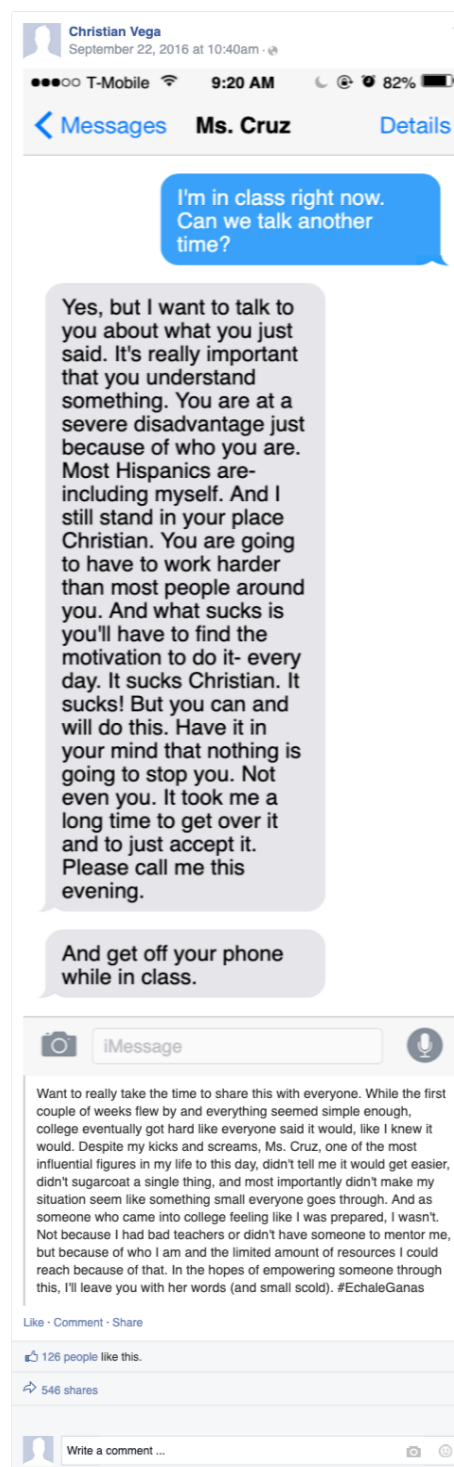 Christian Vega
September 22, 2016 at 10:40am ·
T-Mobile 9:20 AM 82%
Messages Ms. Cruz Details
I'm in class right now.
Can we talk another
time?
Yes, but I want to talk to
you about what you just
said. It's really important
that you understand
something. You are at a
severe disadvantage just
because of who you are.
Most Hispanics are-
including myself. And I
still stand in your place
Christian. You are going
to have to work harder
than most people around
you. And what sucks is
you'll have to find the
motivation to do it- every
day. It sucks Christian. It
sucks! But you can and
will do this. Have it in
your mind that nothing is
going to stop you. Not
even you. It took me a
long time to get over it
and to just accept it.
Please call me this
evening.
And get off your phone
while in class.
iMessage
Want to really take the time to share this with everyone. While the first
couple of weeks flew by and everything seemed simple enough,
college eventually got hard like everyone said it would, like I knew it
would. Despite my kicks and screams, Ms. Cruz, one of the most
influential figures in my life to this day, didn't tell me it would get easier,
didn't sugarcoat a single thing, and most importantly didn't make my
situation seem like something small everyone goes through. And as
someone who came into college feeling like I was prepared, I wasn't.
Not because I had bad teachers or didn't have someone to mentor me,
but because of who I am and the limited amount of resources I could
reach because of that. In the hopes of empowering someone through
this, I'll leave you with her words (and small scold). #EchaleGanas
Like · Comment · Share
126 people like this.
546 shares
Write a comment ...